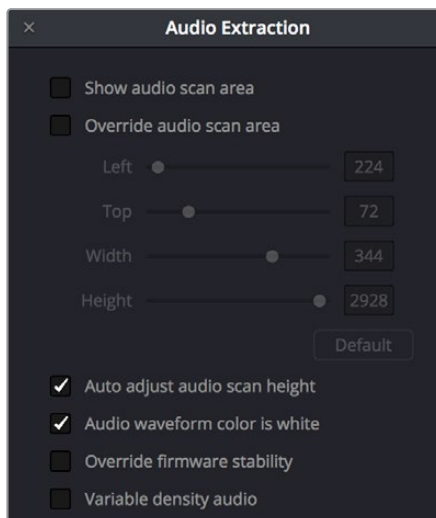 Audio Extraction
Show audio scan area
Override audio scan area
Left 224
Top 72
Width 344
Height 2928
Default
Auto adjust audio scan height
Audio waveform color is white
Override firmware stability
Variable density audio